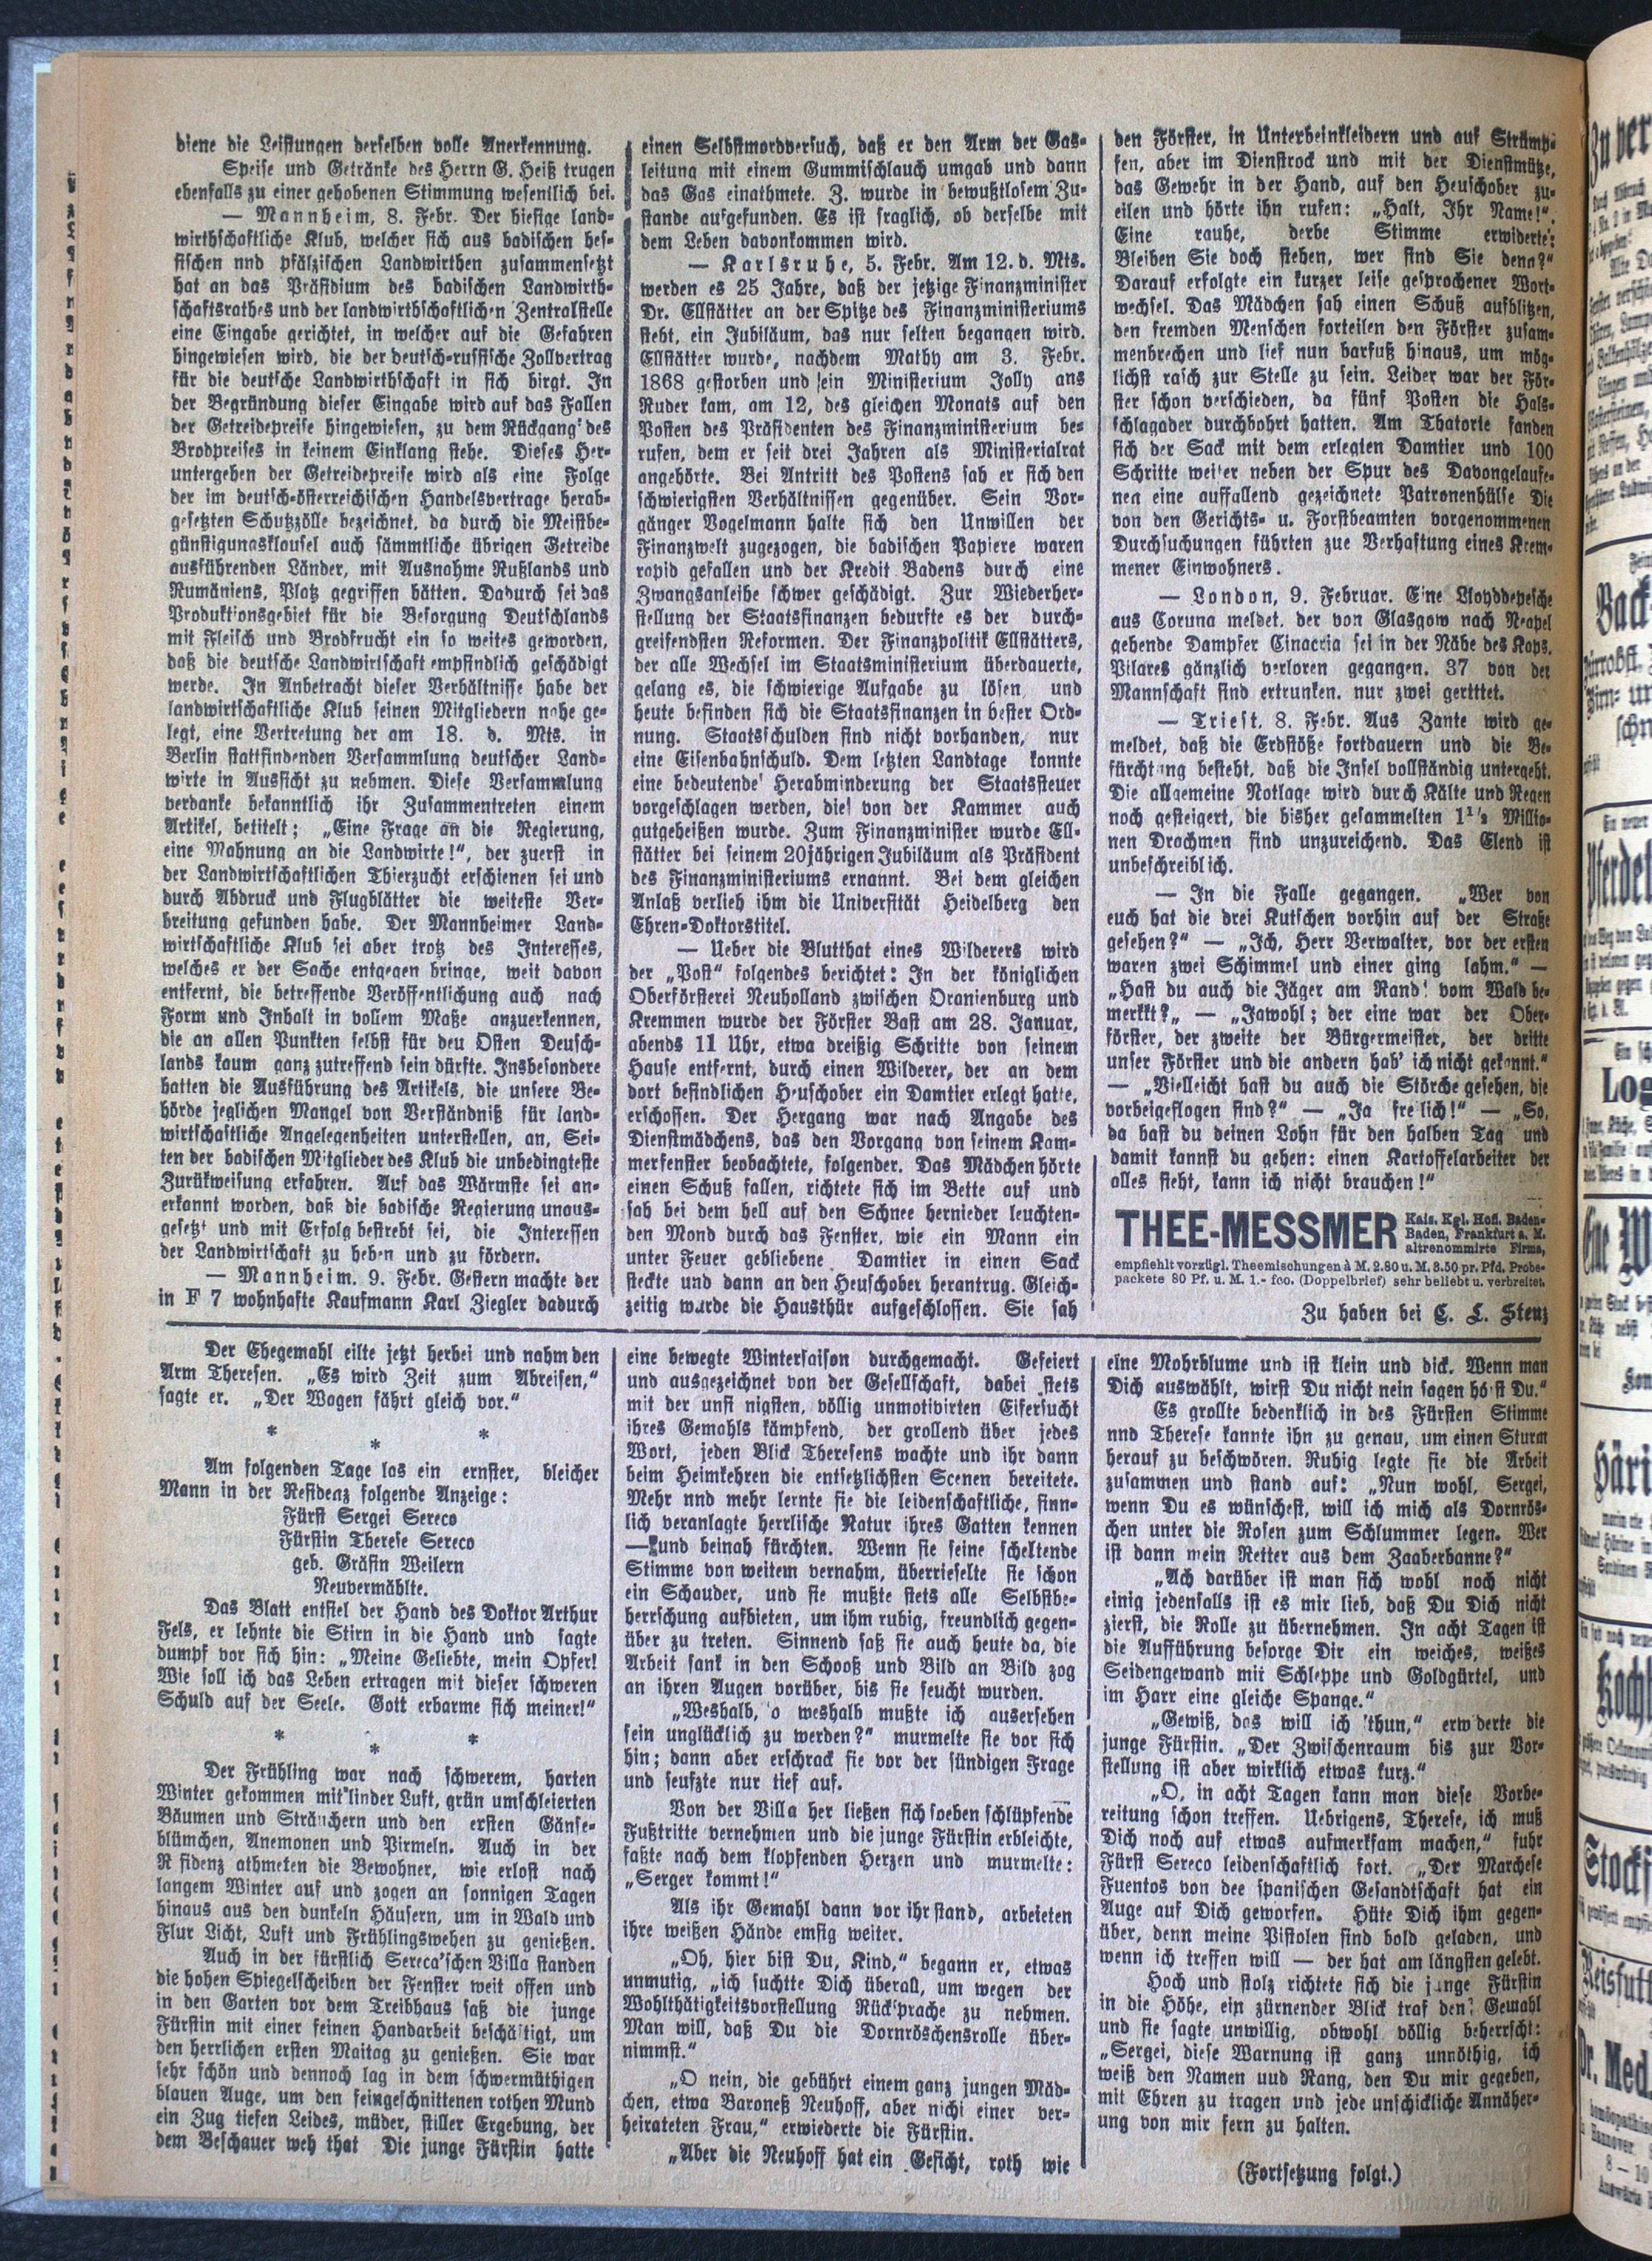 diene die Leistungen derselben volle Anerkennung.
Speise und Getränke des Herrn G. Heiß trugen
ebenfalls zu einer gehobenen Stimmung wesentlich bei.
— Mannheim, 8. Febr. Der hiesige land-
wirthschaftliche Klub, welcher sich aus badischen hes-
sischen nnd pfälzischen Landwirthen zusammensetzt
hat an das Präsidium des badischen Landwirth-
schaftsrathes und der landwirthschaftlichen Zentralstelle
eine Eingabe gerichtet, in welcher auf die Gefahren
hingewiesen wird, die der deutsch-russische Zollvertrag
für die deutsche Landwirthschaft in sich birgt. In
der Begründung dieser Eingabe wird auf das Fallen
der Getreidepreise hingewiesen, zu dem Rückgang des
Brodpreises in keinem Einklang stehe. Dieses Her-
untergehen der Getreidepreise wird als eine Folge
der im deutsch-österreichischen Handelsvertrage herab-
gesetzten Schutzzölle bezeichnet, da durch die Meistbe-
günstigungsklausel auch sämmtliche übrigen Getreide
ausführenden Länder, mit Ausnahme Rußlands und
Rumäniens, Platz gegriffen hätten. Dadurch sei das
Produktionsgebiet für die Besorgung Deutschlands
mit Fleisch und Brodfrucht ein so weites geworden,
daß die deutsche Landwirtschaft empfindlich geschädigt
werde. In Anbetracht dieser Verhältnisse habe der
landwirtschaftliche Klub seinen Mitgliedern nahe ge-
legt, eine Vertretung der am 18. d. Mts. in
Berlin stattfindenden Versammlung deutscher Land-
wirte in Aussicht zu nehmen. Diese Versammlung
verdanke bekanntlich ihr Zusammentreten einem
Artikel, betitelt; „Eine Frage an die Regierung,
eine Mahnung an die Landwirte!“, der zuerst in
der Landwirtschaftlichen Thierzucht erschienen sei und
durch Abdruck und Flugblätter die weiteste Ver-
breitung gefunden habe. Der Mannheimer Land-
wirtschaftliche Klub sei aber trotz des Interesses,
welches er der Sache entgegen bringe, weit davon
entfernt, die betreffende Veröffentlichung auch nach
Form und Inhalt in vollem Maße anzuerkennen,
die an allen Punkten selbst für deu Osten Deusch-
lands kaum ganz zutreffend sein dürfte. Insbesondere
hatten die Ausführung des Artikels, die unsere Be-
hörde jeglichen Mangel von Verständniß für land-
wirtschaftliche Angelegenheiten unterstellen, an, Sei-
ten der badischen Mitglieder des Klub die unbedingteste
Zurükweisung erfahren. Auf das Wärmste sei an-
erkannt worden, daß die badische Regierung unaus-
gesetzt und mit Erfolg bestrebt sei, die Interessen
der Landwirtschaft zu heben und zu fördern.
— Mannheim. 9. Febr. Gestern machte der
in F 7 wohnhafte Kaufmann Karl Ziegler dadurch
einen Selbstmordversuch, daß er den Arm der Gas-
leitung mit einem Gummischlauch umgab und dann
das Gas einathmete. Z. wurde in bewußtlosem Zu-
stande aufgefunden. Es ist fraglich, ob derselbe mit
dem Leben davonkommen wird.
— Karlsruhe, 5. Febr. Am 12. d. Mts.
werden es 25 Jahre, daß der jetzige Finanzminister
Dr. Ellstätter an der Spitze des Finanzministeriums
steht, ein Jubiläum, das nur selten begangen wird.
Ellstätter wurde, nachdem Mathy am 3. Febr.
1868 gestorben und sein Ministerium Jolly ans
Ruder kam, am 12, des gleichen Monats auf den
Posten des Präsidenten des Finanzministerium be-
rufen, dem er seit drei Jahren als Ministerialrat
angehörte. Bei Antritt des Postens sah er sich den
schwierigsten Verhältnissen gegenüber. Sein Vor-
gänger Vogelmann halte sich den Unwillen der
Finanzwelt zugezogen, die badischen Papiere waren
rapid gefallen und der Kredit Badens durch eine
Zwangsanleihe schwer geschädigt. Zur Wiederher-
stellung der Staatsfinanzen bedurfte es der durch-
greifendsten Reformen. Der Finanzpolitik Ellstätters,
der alle Wechsel im Staatsministerium überdauerte,
gelang es, die schwierige Aufgabe zu lösen und
heute befinden sich die Staatsfinanzen in bester Ord-
nung. Staatsschulden sind nicht vorhanden, nur
eine Eisenbahnschuld. Dem letzten Landtage konnte
eine bedeutende Herabminderung der Staatssteuer
vorgeschlagen werden, die von der Kammer auch
gutgeheißen wurde. Zum Finanzminister wurde Ell-
stätter bei seinem 20jährigen Jubiläum als Präsident
des Finanzministeriums ernannt. Bei dem gleichen
Anlaß verlieh ihm die Universität Heidelberg den
Ehren-Doktorstitel.
— Ueber die Blutthat eines Wilderers wird
der „Post“ folgendes berichtet: In der königlichen
Oberförsterei Neuholland zwischen Oranienburg und
Kremmen wurde der Förster Bast am 28. Januar,
abends 11 Uhr, etwa dreißig Schritte von seinem
Hause entfernt, durch einen Wilderer, der an dem
dort befindlichen Heuschober ein Damtier erlegt hatte,
erschossen. Der Hergang war nach Angabe des
Dienstmädchens, das den Vorgang von seinem Kam-
merfenster beobachtete, folgender. Das Mädchen hörte
einen Schuß fallen, richtete sich im Bette auf und
sah bei dem hell auf den Schnee hernieder leuchten-
den Mond durch das Fenster, wie ein Mann ein
unter Feuer gebliebene Damtier in einen Sack
steckte und dann an den Heuschober herantrug. Gleich-
zeitig wurde die Hausthür aufgeschlossen. Sie sah
den Förster, in Unterbeinkleidern und auf Strümp-
fen, aber im Dienstrock und mit der Dienstmütze,
das Gewehr in der Hand, auf den Heuschober zu-
eilen und hörte ihn rufen: „Halt, Ihr Name!“.
Eine rauhe, derbe Stimme erwiderte:
Bleiben Sie doch stehen, wer sind Sie denn?“
Darauf erfolgte ein kurzer leise gesprochener Wort-
wechsel. Das Mädchen sah einen Schuß aufblitzen,
den fremden Menschen forteilen den Förster zusam-
menbrechen und lief nun barfuß hinaus, um mög-
lichst rasch zur Stelle zu sein. Leider war der För-
ster schon verschieden, da fünf Posten die Hals-
schlagader durchbohrt hatten. Am Thatorte fanden
sich der Sack mit dem erlegten Damtier und 100
Schritte weiter neben der Spur des Davongelaufe-
nen eine auffallend gezeichnete Patronenhülse Die
von den Gerichts- u. Forstbeamten vorgenommenen
Durchsuchungen führten zue Verhaftung eines Krem-
mener Einwohners.
— London, 9. Februar. Eine Lloyddepesche
aus Coruna meldet. der von Glasgow nach Neapel
gehende Dampfer Cinacria sei in der Nähe des Kaps.
Vilares gänzlich verloren gegangen. 37 von der
Mannschaft sind ertrunken. nur zwei gerttet.
— Triest. 8. Febr. Aus Zante wird ge-
meldet, daß die Erdstöße fortdauern und die Be-
fürchtung besteht, daß die Insel vollständig untergeht.
Die allgemeine Notlage wird durch Kälte und Regen
noch gesteigert, die bisher gesammelten 1½ Millio-
nen Drachmen sind unzureichend. Das Elend ist
unbeschreiblich.
— In die Falle gegangen. „Wer von
euch hat die drei Kutschen vorhin auf der Straße
gesehen?“ — „Ich, Herr Verwalter, vor der ersten
waren zwei Schimmel und einer ging lahm.“ —
„Hast du auch die Jäger am Rand vom Wald be-
merkt?„ — „Jawohl; der eine war der Ober-
förster, der zweite der Bürgermeister, der dritte
unser Förster und die andern hab' ich nicht gekannt.“
— „Vielleicht hast du auch die Störche gesehen, die
vorbeigeflogen sind?“ — „Ja freilich!“ — „So,
da hast du deinen Lohn für den halben Tag und
damit kannst du gehen: einen Kartoffelarbeiter der
alles sieht, kann ich nicht brauchen!“
THEE-MESSMER Kais. Kgl. Hofl. Baden-
Baden, Frankfurt a. M.
altrenommirte Firma,
empfiehlt vorzügl. Theemischungen à M. 2.80 u. M. 3.50 pr. Pfd. Probe-
packete 80 Pf. u. M. 1.- fco. (Doppelbrief) sehr beliebt u. verbreitet.
Zu haben bei C. L. Stenz
Der Ehegemahl eilte jetzt herbei und nahm den
Arm Theresen. „Es wird Zeit zum Abreisen,“
sagte er. „Der Wagen fährt gleich vor.“
* * *
Am folgenden Tage las ein ernster, bleicher
Mann in der Residenz folgende Anzeige:
Fürst Sergei Sereco
Fürstin Therese Sereco
geb. Gräfin Weilern
Neuvermählte.
Das Blatt entfiel der Hand des Doktor Arthur
Fels, er lehnte die Stirn in die Hand und sagte
dumpf vor sich hin: „Meine Geliebte, mein Opfer!
Wie soll ich das Leben ertragen mit dieser schweren
Schuld auf der Seele. Gott erbarme sich meiner!“
* * *
Der Frühling war nach schwerem, harten
Winter gekommen mit linder Luft, grün umschleierten
Bäumen und Sträuchern und den ersten Gänse-
blümchen, Anemonen und Pirmeln. Auch in der
R sidenz athmeten die Bewohner, wie erlost nach
langem Winter auf und zogen an sonnigen Tagen
hinaus aus den dunkeln Häusern, um in Wald und
Flur Licht, Luft und Frühlingswehen zu genießen.
Auch in der fürstlich Sereca'schen Villa standen
die hohen Spiegelscheiben der Fenster weit offen und
in den Garten vor dem Treibhaus saß die junge
Fürstin mit einer feinen Handarbeit beschäftigt, um
den herrlichen ersten Maitag zu genießen. Sie war
sehr schön und dennoch lag in dem schwermüthigen
blauen Auge, um den feingeschnittenen rothen Mund
ein Zug tiefen Leides, müder, stiller Ergebung, der
dem Beschauer weh that Die junge Fürstin hatte
eine bewegte Wintersaison durchgemacht. Gefeiert
und ausgezeichnet von der Gesellschaft, dabei stets
mit der unsinnigsten, völlig unmotivirten Eifersucht
ihres Gemahls kämpfend, der grollend über jedes
Wort, jeden Blick Theresens wachte und ihr dann
beim Heimkehren die entsetzlichsten Scenen bereitete.
Mehr nnd mehr lernte sie die leidenschaftliche, sinn-
lich veranlagte herrlische Natur ihres Gatten kennen
— und beinah fürchten. Wenn sie seine scheltende
Stimme von weitem vernahm, überrieselte sie schon
ein Schauder, und sie mußte stets alle Selbstbe-
herrschung aufbieten, um ihm ruhig, freundlich gegen-
über zu treten. Sinnend saß sie auch heute da, die
Arbeit sank in den Schooß und Bild an Bild zog
an ihren Augen vorüber, bis sie feucht wurden.
„Weshalb, o weshalb mußte ich ausersehen
sein unglücklich zu werden?“ murmelte sie vor sich
hin; dann aber erschrack sie vor der sündigen Frage
und seufzte nur tief auf.
Von der Villa her ließen sich soeben schlüpfende
Fußtritte vernehmen und die junge Fürstin erbleichte,
faßte nach dem klopfenden Herzen und murmelte:
„Serger kommt!“
Als ihr Gemahl dann vor ihr stand, arbeieten
ihre weißen Hände emsig weiter.
„Oh, hier bist Du, Kind,“ begann er, etwas
unmutig, „ich suchtte Dich überall, um wegen der
Wohlthätigkeitsvorstellung Rücksprache zu nehmen.
Man will, daß Du die Dornröschensrolle über-
nimmst.“
„O nein, die gebührt einem ganz jungen Mäd-
chen, etwa Baroneß Neuhoff, aber nichi einer ver-
heirateten Frau,“ erwiederte die Fürstin.
„Aber die Neuhoff hat ein Gesicht, roth wie
elne Mohrblume und ist klein und dick. Wenn man
Dich auswählt, wirst Du nicht nein sagen hörst Du.“
Es grollte bedenklich in des Fürsten Stimme
nnd Therese kannte ihn zu genau, um einen Sturm
herauf zu beschwören. Ruhig legte sie die Arbeit
zusammen und stand auf: „Nun wohl, Sergei,
wenn Du es wünschest, will ich mich als Dornrös-
chen unter die Rosen zum Schlummer legen. Wer
ist dann mein Retter aus dem Zaaberbanne?“
„Ach darüber ist man sich wohl noch nicht
einig jedenfalls ist es mir lieb, daß Du Dich nicht
zierst, die Rolle zu übernehmen. In acht Tagen ist
die Aufführung besorge Dir ein weiches, weißes
Seidengewand mii Schleppe und Goldgürtel, und
im Harr eine gleiche Spange.“
„Gewiß, das will ich thun,“ erwiderte die
junge Fürstin. „Der Zwischenraum bis zur Vor-
stellung ist aber wirklich etwas kurz.“
„O, in acht Tagen kann man diese Vorbe-
reitung schon treffen. Uebrigens, Therese, ich muß
Dich noch auf etwas aufmerksam machen,“ fuhr
Fürst Sereco leidenschaftlich fort. „Der Marchese
Fuentos von dee spanischen Gesandtschaft hat ein
Auge auf Dich geworfen. Hüte Dich ihm gegen-
über, denn meine Pistolen sind bold geladen, und
wenn ich treffen will — der hat am längsten gelebt.
Hoch und stolz richtete sich die junge Fürstin
in die Höhe, ein zürnender Blick traf den Gemahl
und sie sagte unwillig, obwohl völlig beherrscht:
„Sergei, diese Warnung ist ganz unnöthig, ich
weiß den Namen uud Rang, den Du mir gegeben,
mit Ehren zu tragen und jede unschickliche Annäher-
ung von mir fern zu halten.
(Fortsetzung folgt.)